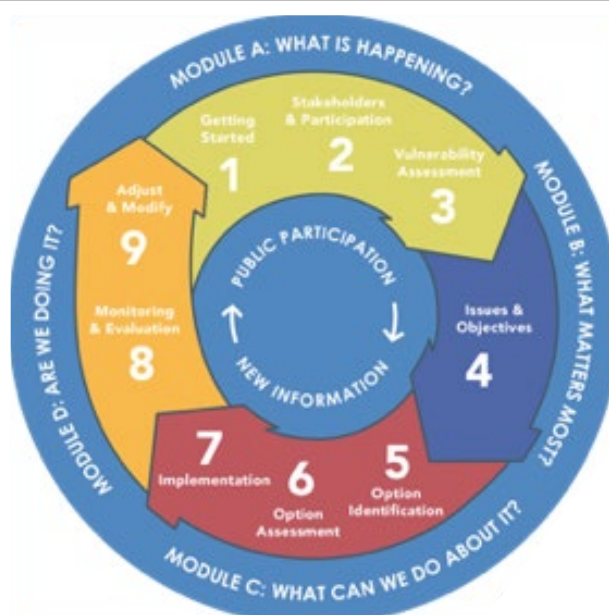 MODULE A: WHAT IS HAPPENING?
Getting
Started
1
Stakeholders
& Participation
2
Vulnerability
Assessment
3
MODULE B: WHAT MATTERS MOST?
Issues &
Objectives
4
MODULE C: WHAT CAN WE DO ABOUT IT?
5
Option
Identification
6
Option
Assessment
7
Implementation
MODULE D: ARE WE DOING IT?
Monitoring
& Evaluation
8
Adjust
& Modify
9
PUBLIC PARTICIPATION
NEW INFORMATION